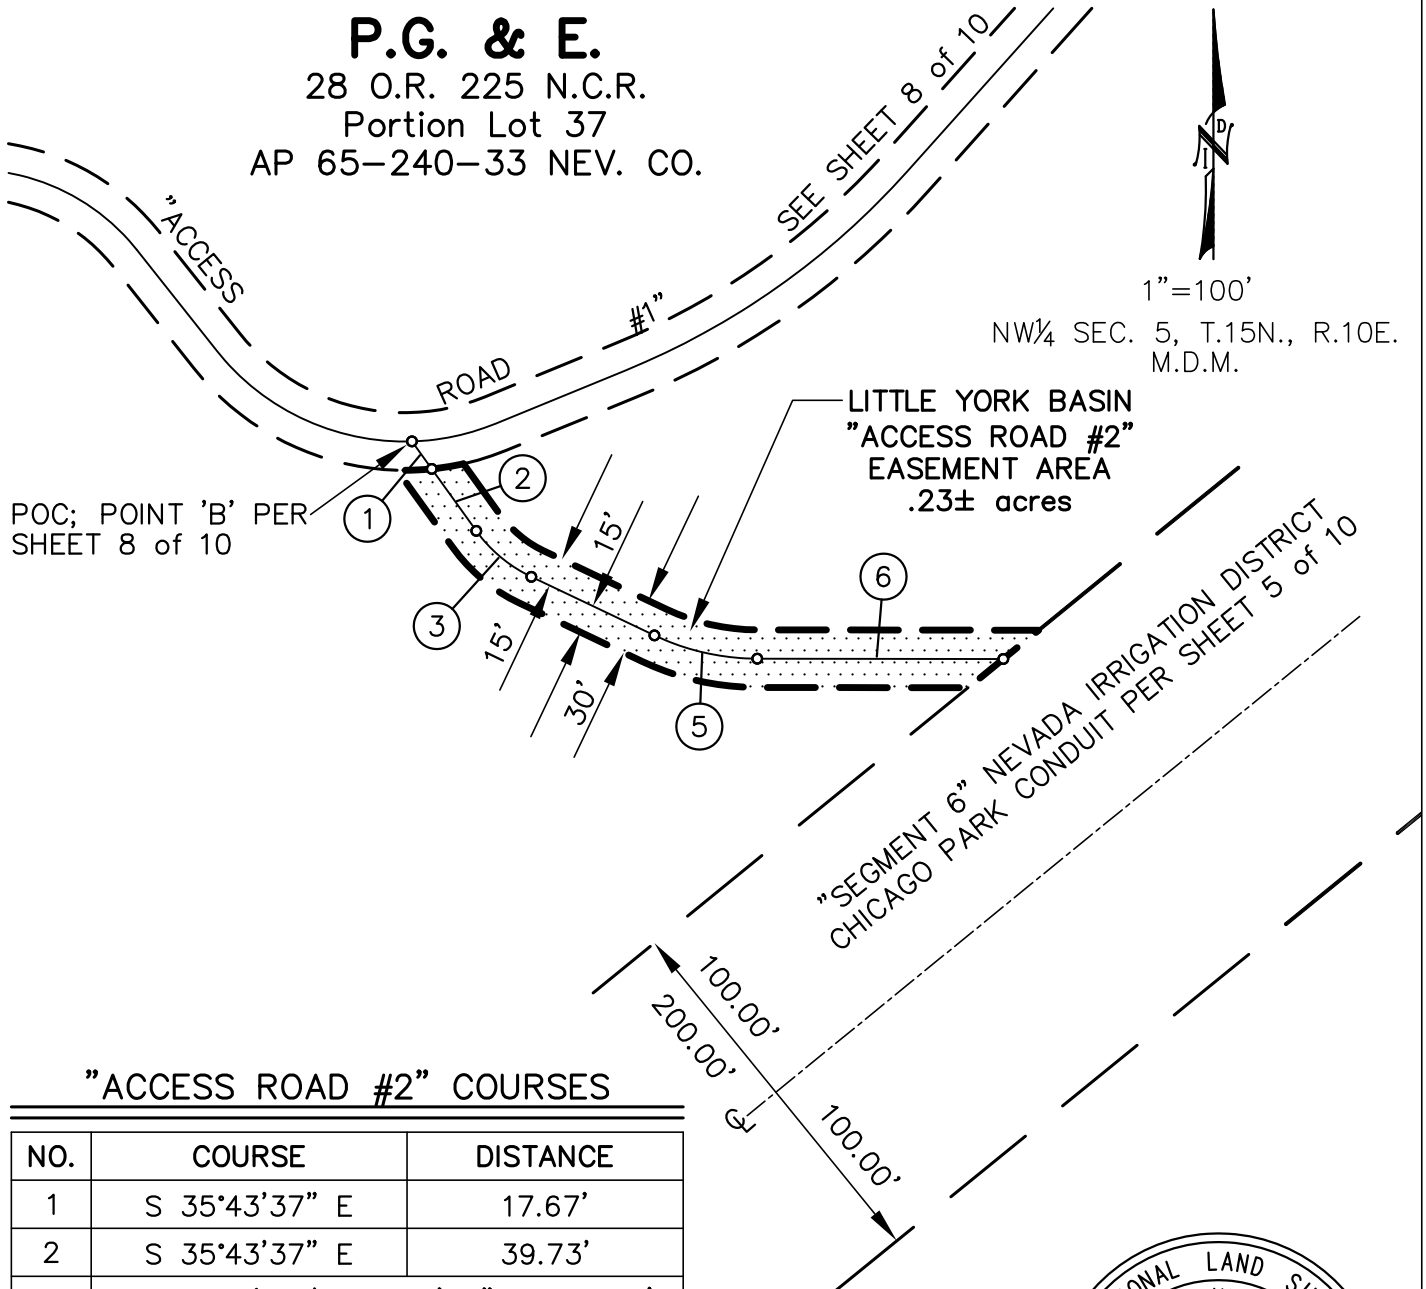 P.G. & E.
28 O.R. 225 N.C.R.
Portion Lot 37
AP 65-240-33 NEV. CO.
SEE SHEET 8 of 10
D
N
I
1"=100'
NW¼ SEC. 5, T.15N., R.10E.
M.D.M.
"ACCESS
ROAD
#1"
LITTLE YORK BASIN
"ACCESS ROAD #2"
EASEMENT AREA
.23± acres
POC; POINT 'B' PER
SHEET 8 of 10
1
2
3
5
6
15'
15'
30'
"SEGMENT 6" NEVADA IRRIGATION DISTRICT
CHICAGO PARK CONDUIT PER SHEET 5 of 10
100.00'
200.00'
100.00'
"ACCESS ROAD #2" COURSES
NO. COURSE DISTANCE
1 S 35°43'37" E 17.67'
2 S 35°43'37" E 39.73'
LAND